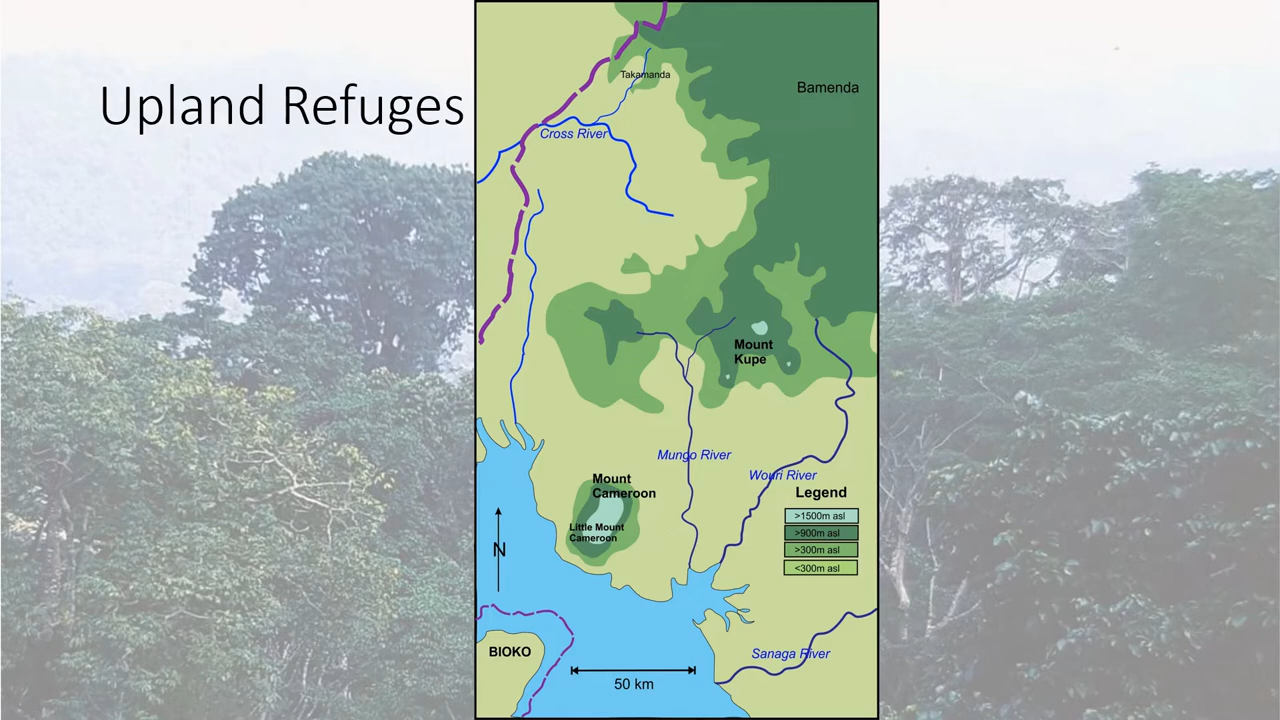 Upland Refuges
Takamanda
Bamenda
Cross River
Mount
Kupe
Mungo River
Wouri River
Mount
Cameroon
Little Mount
Cameroon
Legend
>1500m asl
>900m asl
>300m asl
<300m asl
N
BIOKO
Sanaga River
50 km